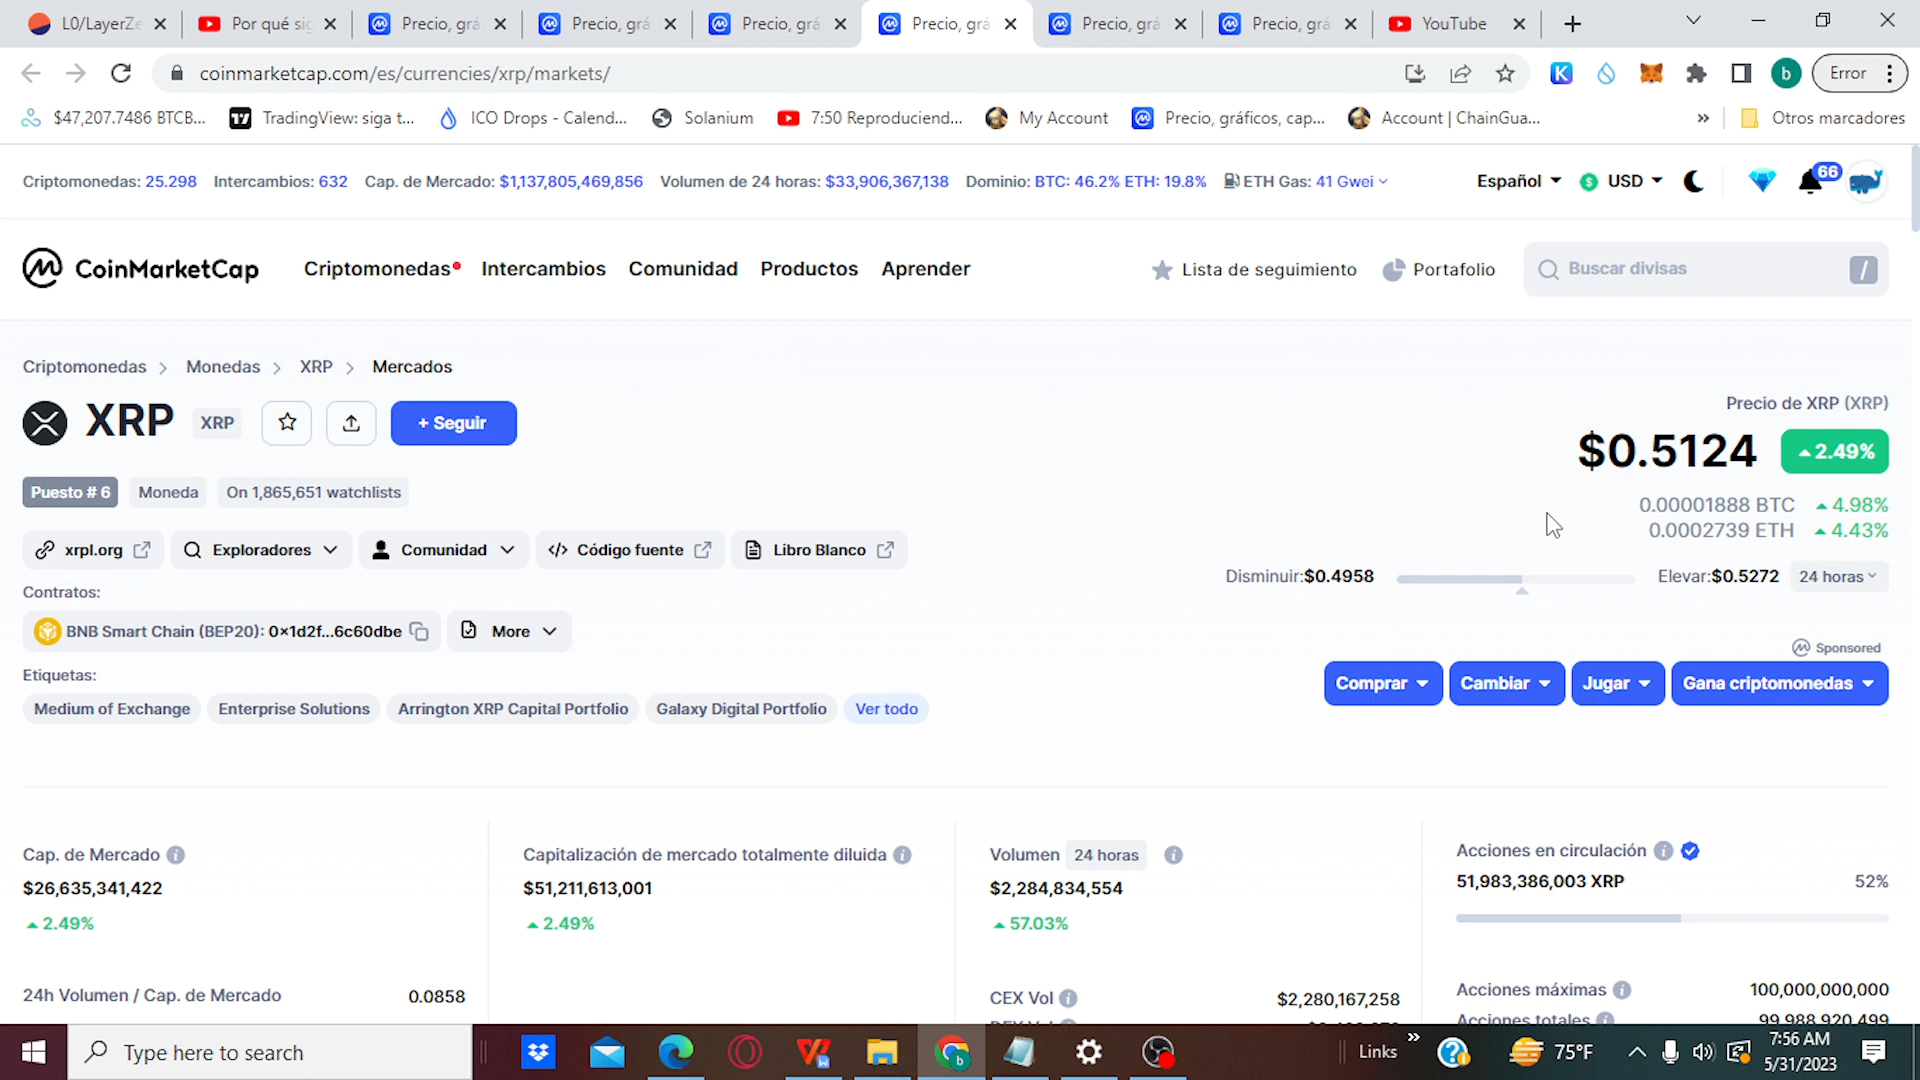 L0/LayerZe
Por qué sig
Precio, grá
Precio, grá
Precio, grá
Precio, grá
Precio, grá
Precio, grá
YouTube
coinmarketcap.com/es/currencies/xrp/markets/
K
b
Error
$47,207.7486 BTCB...
TradingView: siga t...
ICO Drops - Calend...
Solanium
7:50 Reproduciend...
My Account
Precio, gráficos, cap...
Account | ChainGua...
»
Otros marcadores
Criptomonedas: 25.298
Intercambios: 632
Cap. de Mercado: $1,137,805,469,856
Volumen de 24 horas: $33,906,367,138
Dominio: BTC: 46.2% ETH: 19.8%
ETH Gas: 41 Gwei
Español
USD
66
CoinMarketCap
Criptomonedas
Intercambios
Comunidad
Productos
Aprender
Lista de seguimiento
Portafolio
Buscar divisas
/
Criptomonedas > Monedas > XRP > Mercados
XRP
XRP
+ Seguir
Precio de XRP (XRP)
$0.5124
2.49%
Puesto # 6
Moneda
On 1,865,651 watchlists
0.00001888 BTC
4.98%
0.0002739 ETH
4.43%
xrpl.org
Exploradores
Comunidad
Código fuente
Libro Blanco
Disminuir:$0.4958
Elevar:$0.5272
24 horas
Contratos:
BNB Smart Chain (BEP20): 0x1d2f...6c60dbe
More
Sponsored
Etiquetas:
Comprar
Cambiar
Jugar
Gana criptomonedas
Medium of Exchange
Enterprise Solutions
Arrington XRP Capital Portfolio
Galaxy Digital Portfolio
Ver todo
Cap. de Mercado
$26,635,341,422
2.49%
24h Volumen / Cap. de Mercado
0.0858
Capitalización de mercado totalmente diluida
$51,211,613,001
2.49%
Volumen
24 horas
$2,284,834,554
57.03%
CEX Vol
$2,280,167,258
Acciones en circulación
51,983,386,003 XRP
52%
Acciones máximas
100,000,000,000
Acciones totales
99,988,920,499
Type here to search
Links
»
75°F
7:56 AM
5/31/2023